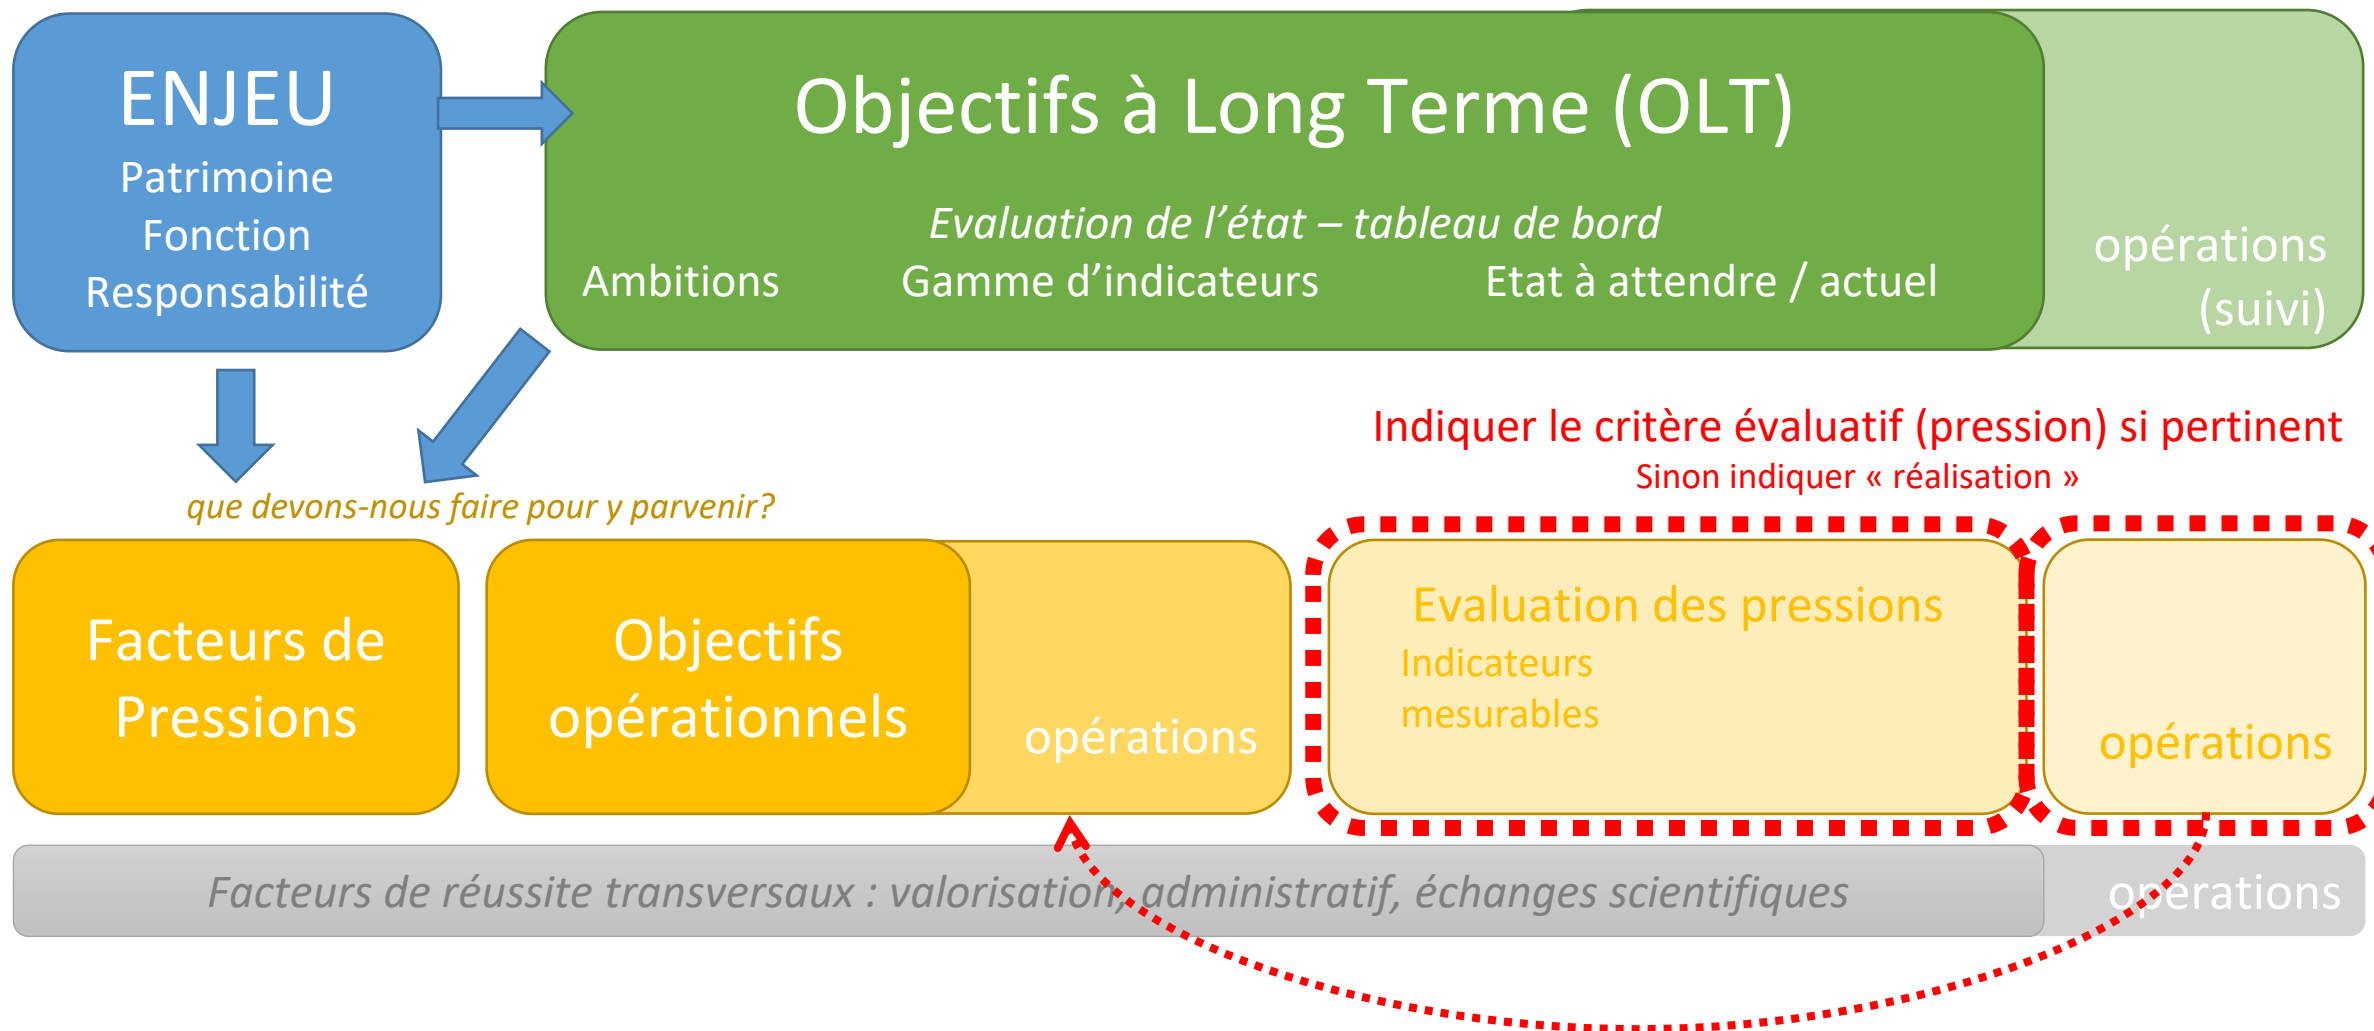 ENJEU
Patrimoine
Fonction
Responsabilité
Objectifs à Long Terme (OLT)
Evaluation de l’état – tableau de bord
Ambitions
Gamme d’indicateurs
Etat à attendre / actuel
opérations
(suivi)
Indiquer le critère évaluatif (pression) si pertinent
Sinon indiquer « réalisation »
que devons-nous faire pour y parvenir?
Facteurs de
Pressions
Objectifs
opérationnels
opérations
Evaluation des pressions
Indicateurs
mesurables
opérations
Facteurs de réussite transversaux : valorisation, administratif, échanges scientifiques
opérations